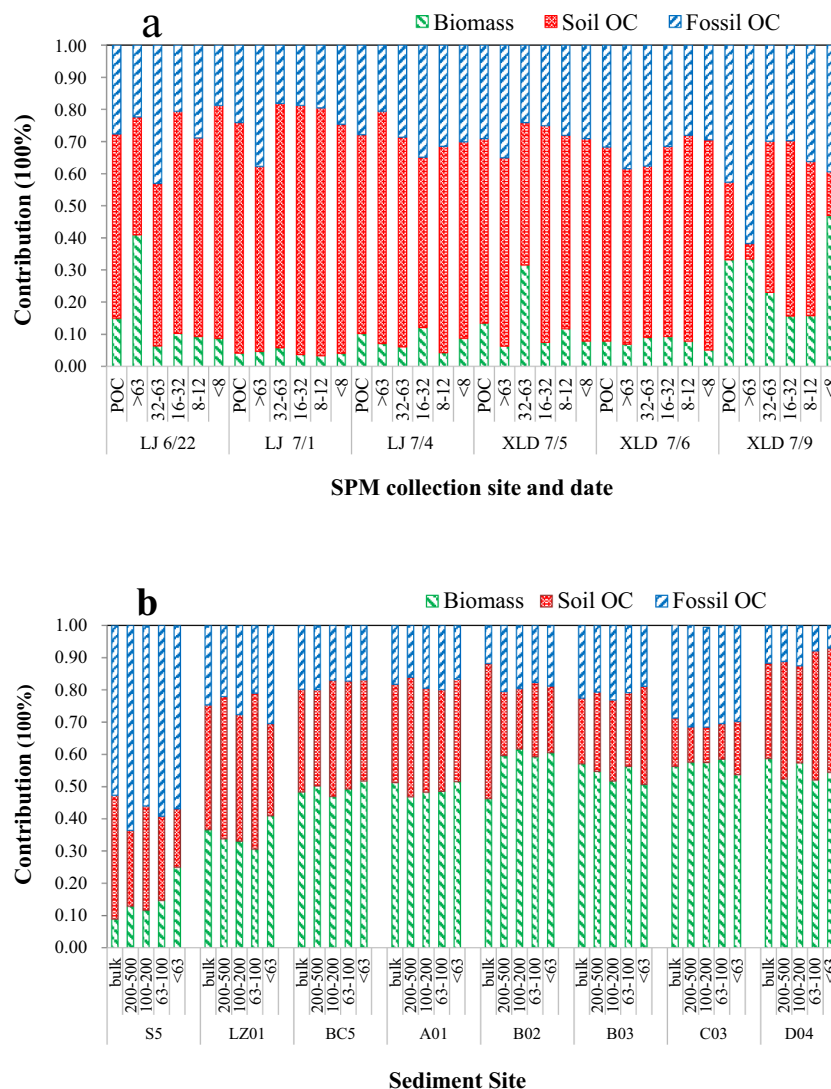 a
Biomass Soil OC Fossil OC
Contribution (100%)
1.00
0.90
0.80
0.70
0.60
0.50
0.40
0.30
0.20
0.10
0.00
POC >63 32-63 16-32 8-12 <8 POC >63 32-63 16-32 8-12 <8 POC >63 32-63 16-32 8-12 <8 POC >63 32-63 16-32 8-12 <8 POC >63 32-63 16-32 8-12 <8 POC >63 32-63 16-32 8-12 <8
LJ 6/22 LJ 7/1 LJ 7/4 XLD 7/5 XLD 7/6 XLD 7/9
SPM collection site and date
b
Biomass Soil OC Fossil OC
Contribution (100%)
1.00
0.90
0.80
0.70
0.60
0.50
0.40
0.30
0.20
0.10
0.00
bulk 200-500 100-200 63-100 <63 bulk 200-500 100-200 63-100 <63 bulk 200-500 100-200 63-100 <63 bulk 200-500 100-200 63-100 <63 bulk 200-500 100-200 63-100 <63 bulk 200-500 100-200 63-100 <63 bulk 200-500 100-200 63-100 <63 bulk 200-500 100-200 63-100 <63
S5 LZ01 BC5 A01 B02 B03 C03 D04
Sediment Site